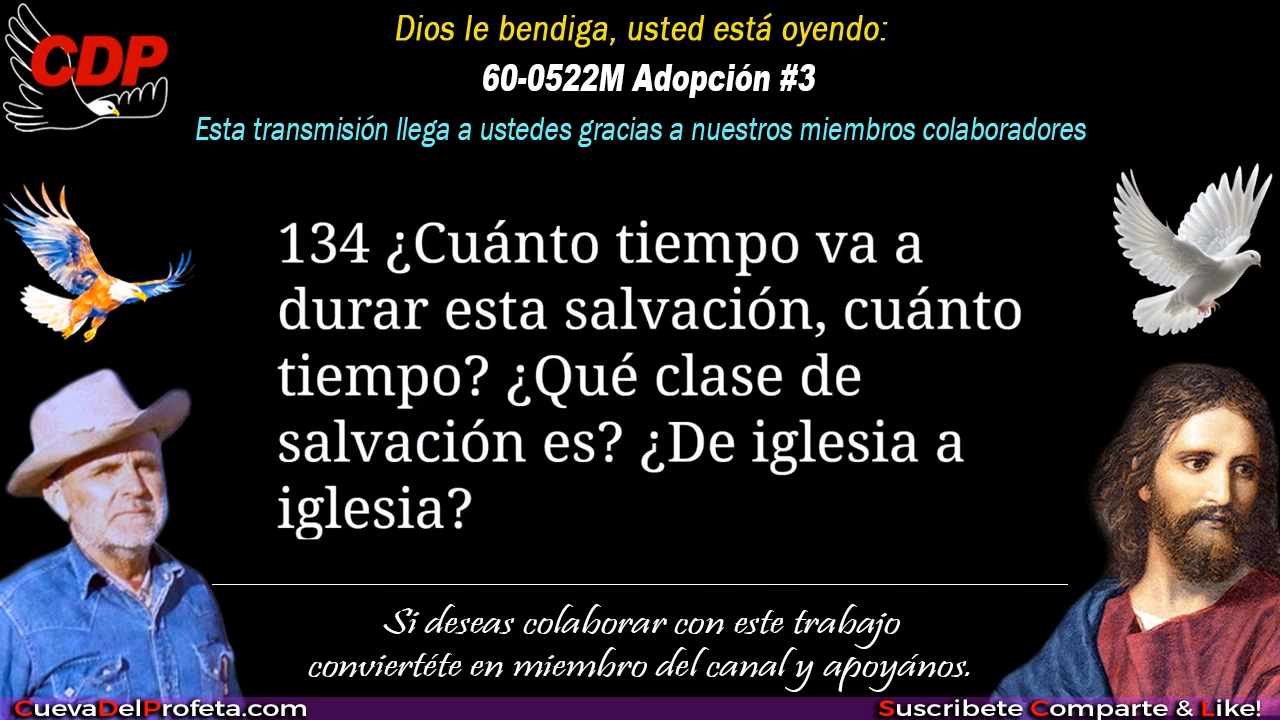 CDP
Dios le bendiga, usted está oyendo:
60-0522M Adopción #3
Esta transmisión llega a ustedes gracias a nuestros miembros colaboradores
134 ¿Cuánto tiempo va a
durar esta salvación, cuánto
tiempo? ¿Qué clase de
salvación es? ¿De iglesia a
iglesia?
Si deseas colaborar con este trabajo
conviertéte en miembro del canal y apoyános.
CuevaDelProfeta.com
Suscribete Comparte & Like!